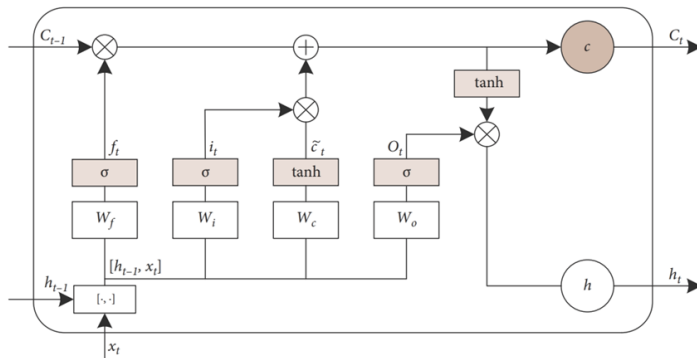 C_{t–1} c C_t
tanh
f_t i_t c̃_t O_t
σ σ tanh σ
W_f W_i W_c W_o
[h_{t–1}, x_t]
h_{t–1} h h_t
[·,·]
x_t